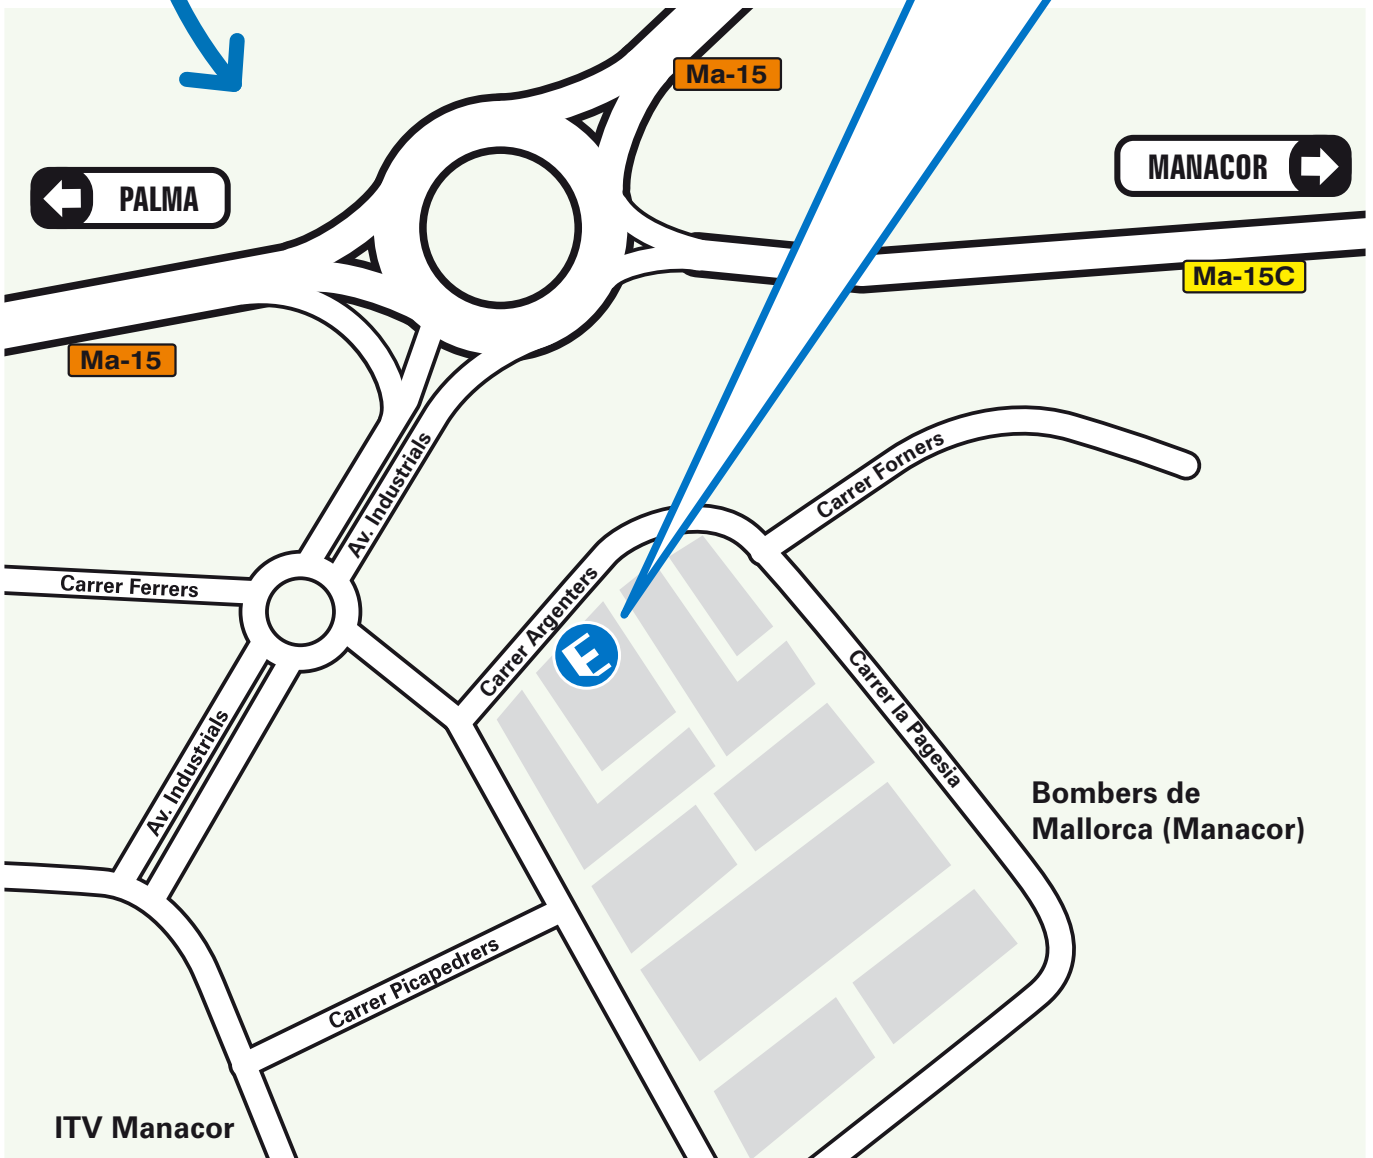 Ma-15
PALMA
MANACOR
Ma-15C
Ma-15
Av. Industrials
Carrer Forners
Carrer Ferrers
Carrer Argenters
E
Carrer la Pagesia
Av. Industrials
Bombers de
Mallorca (Manacor)
Carrer Picapedrers
ITV Manacor